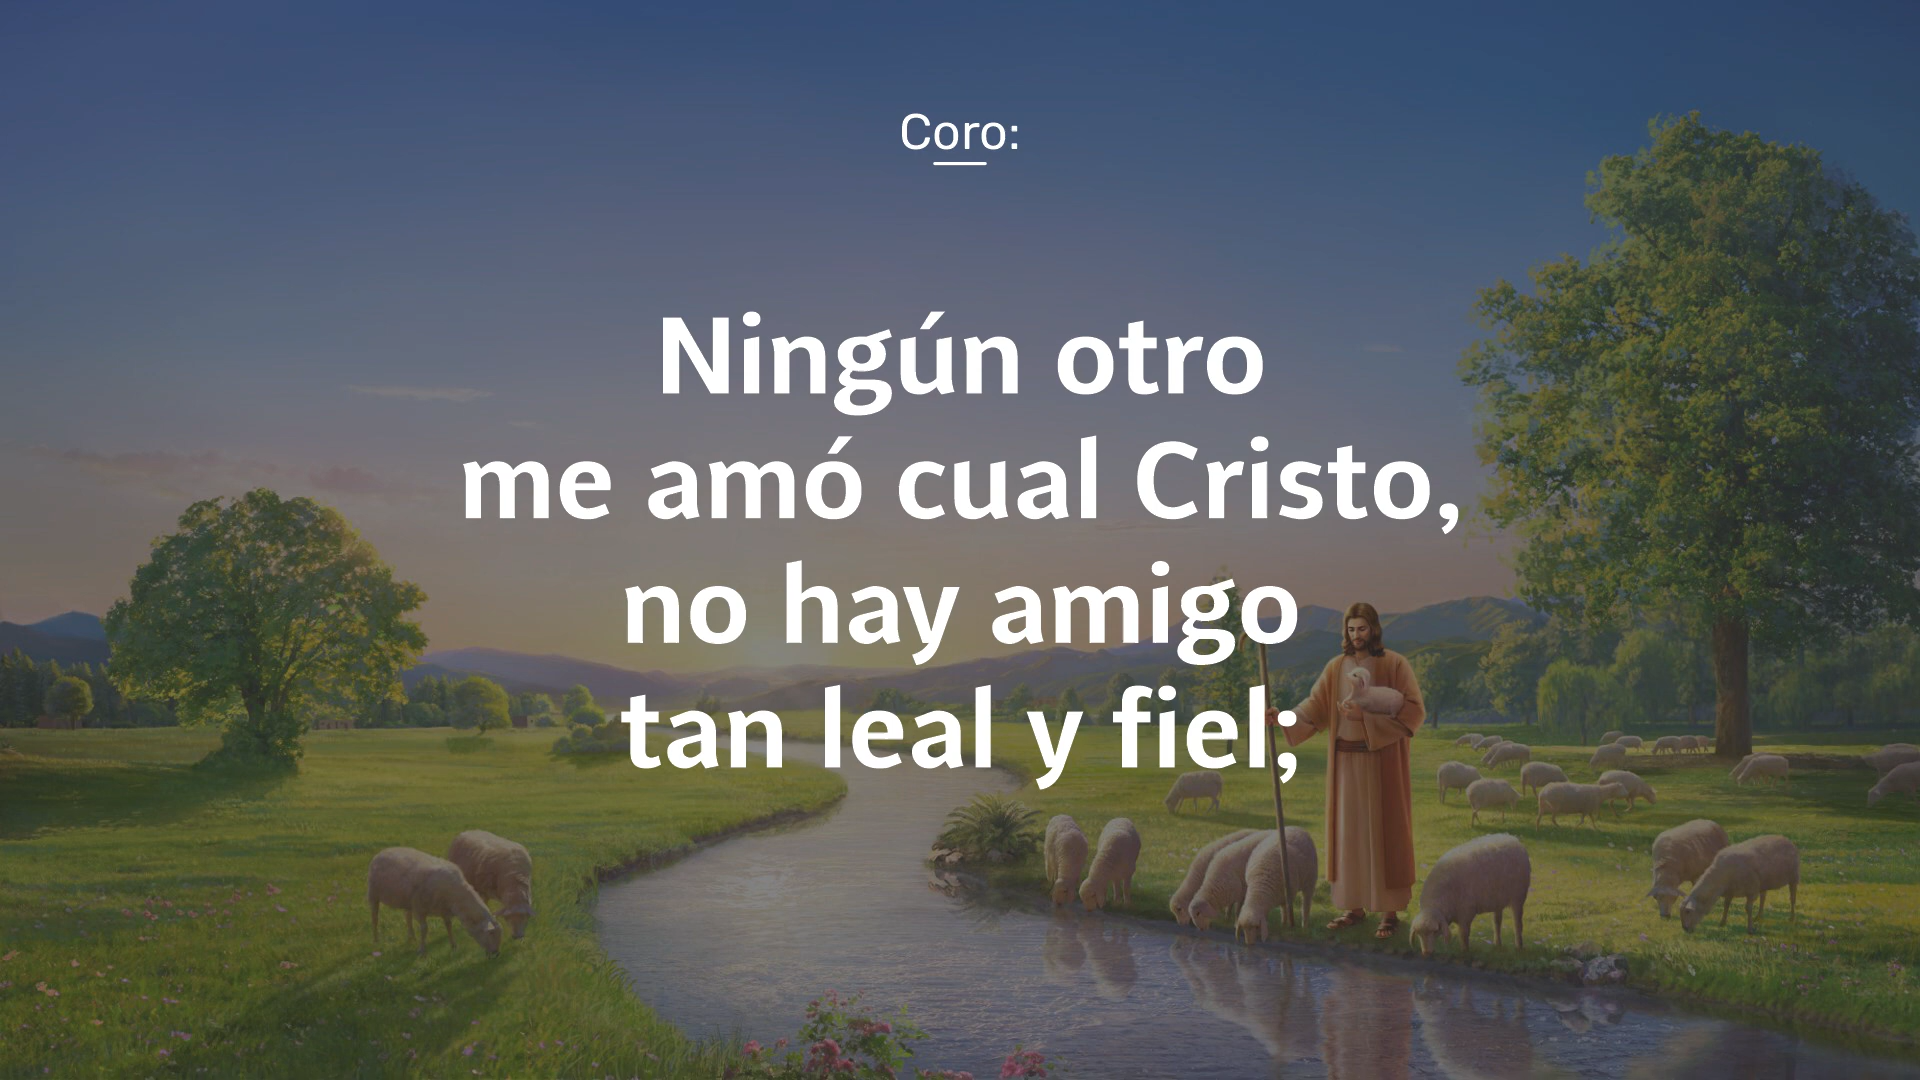 Coro:
Ningún otro
me amó cual Cristo,
no hay amigo
tan leal y fiel;